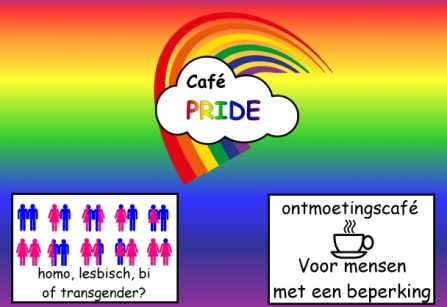 Café
PRIDE
homo, lesbisch, bi
of transgender?
ontmoetingscafé
Voor mensen
met een beperking